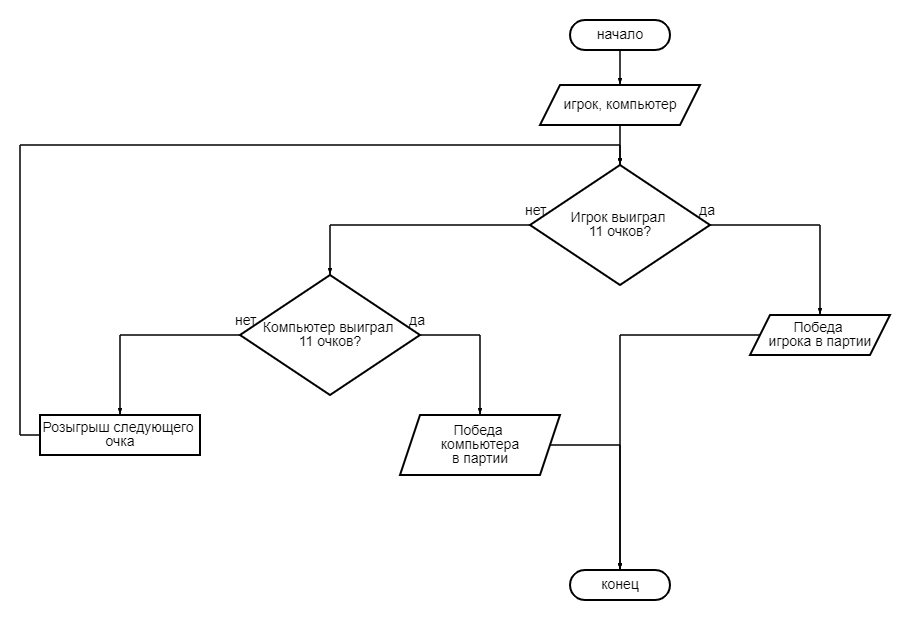 начало
игрок, компьютер
нет
Игрок выиграл
11 очков?
да
нет
Компьютер выиграл
11 очков?
да
Победа
игрока в партии
Розыгрыш следующего
очка
Победа
компьютера
в партии
конец